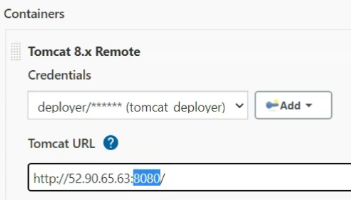 Containers
Tomcat 8.x Remote
Credentials
deployer/****** (tomcat deployer)
Add
Tomcat URL ?
http://52.90.65.63:8080/